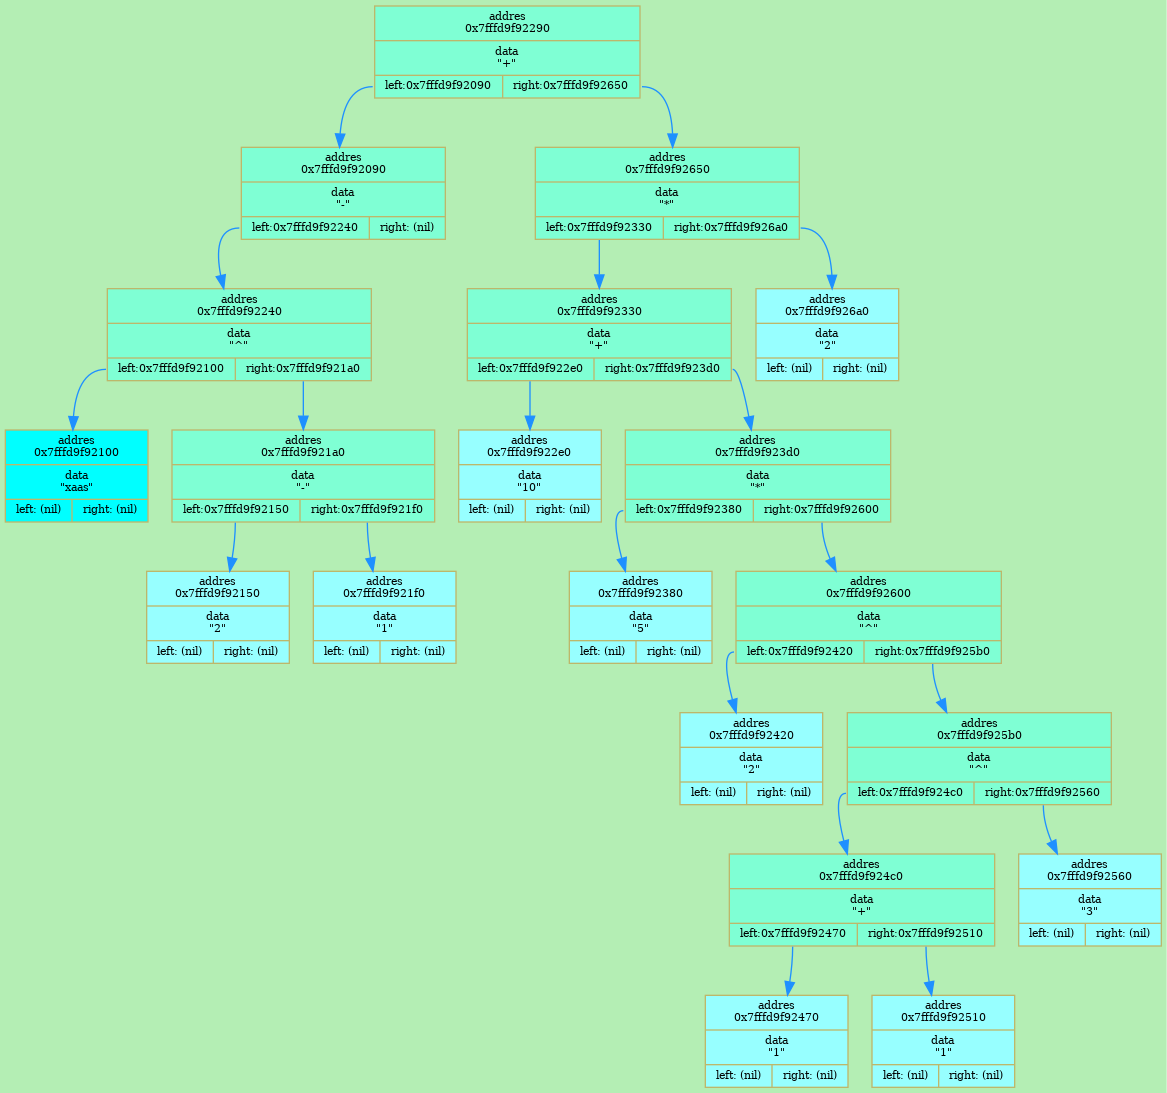 addres
0x7fffd9f92290
data
"+"
left:0x7fffd9f92090 right:0x7fffd9f92650
addres
0x7fffd9f92090
data
"-"
left:0x7fffd9f92240 right: (nil)
addres
0x7fffd9f92650
data
"*"
left:0x7fffd9f92330 right:0x7fffd9f926a0
addres
0x7fffd9f92240
data
"^"
left:0x7fffd9f92100 right:0x7fffd9f921a0
addres
0x7fffd9f92330
data
"+"
left:0x7fffd9f922e0 right:0x7fffd9f923d0
addres
0x7fffd9f926a0
data
"2"
left: (nil) right: (nil)
addres
0x7fffd9f92100
data
"xaas"
left: (nil) right: (nil)
addres
0x7fffd9f921a0
data
"-"
left:0x7fffd9f92150 right:0x7fffd9f921f0
addres
0x7fffd9f922e0
data
"10"
left: (nil) right: (nil)
addres
0x7fffd9f923d0
data
"*"
left:0x7fffd9f92380 right:0x7fffd9f92600
addres
0x7fffd9f92150
data
"2"
left: (nil) right: (nil)
addres
0x7fffd9f921f0
data
"1"
left: (nil) right: (nil)
addres
0x7fffd9f92380
data
"5"
left: (nil) right: (nil)
addres
0x7fffd9f92600
data
"^"
left:0x7fffd9f92420 right:0x7fffd9f925b0
addres
0x7fffd9f92420
data
"2"
left: (nil) right: (nil)
addres
0x7fffd9f925b0
data
"^"
left:0x7fffd9f924c0 right:0x7fffd9f92560
addres
0x7fffd9f924c0
data
"+"
left:0x7fffd9f92470 right:0x7fffd9f92510
addres
0x7fffd9f92560
data
"3"
left: (nil) right: (nil)
addres
0x7fffd9f92470
data
"1"
left: (nil) right: (nil)
addres
0x7fffd9f92510
data
"1"
left: (nil) right: (nil)